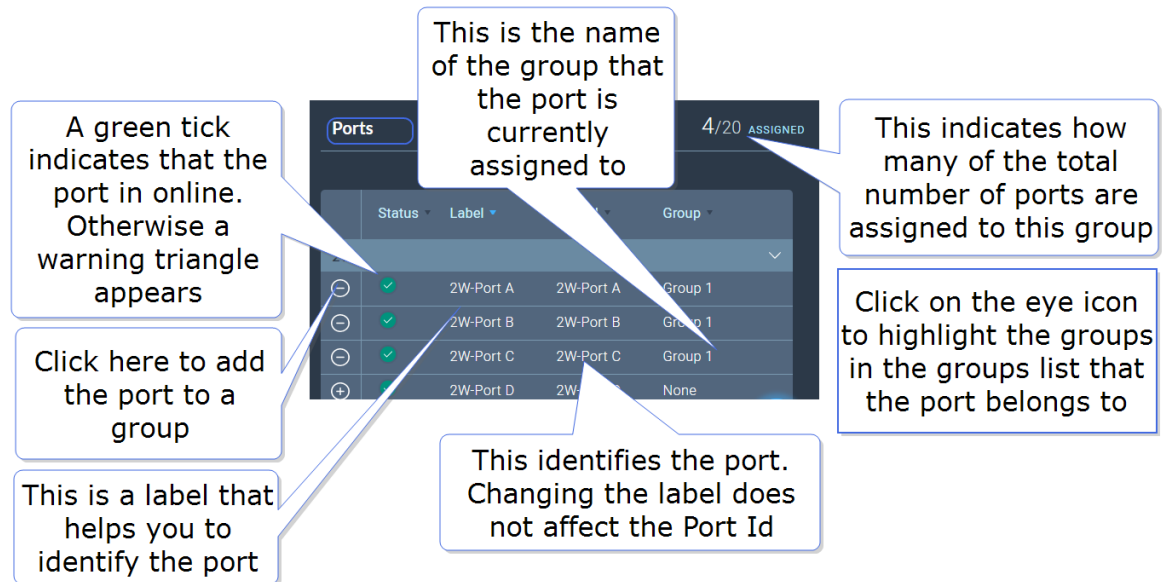 This is the name
of the group that
the port is
currently
assigned to
A green tick
indicates that the
port in online.
Otherwise a
warning triangle
appears
Ports
4/20 ASSIGNED
This indicates how
many of the total
number of ports are
assigned to this group
Status Label Group
2W-Port A 2W-Port A Group 1
2W-Port B 2W-Port B Group 1
2W-Port C 2W-Port C Group 1
2W-Port D None
Click here to add
the port to a
group
Click on the eye icon
to highlight the groups
in the groups list that
the port belongs to
This is a label that
helps you to
identify the port
This identifies the port.
Changing the label does
not affect the Port Id